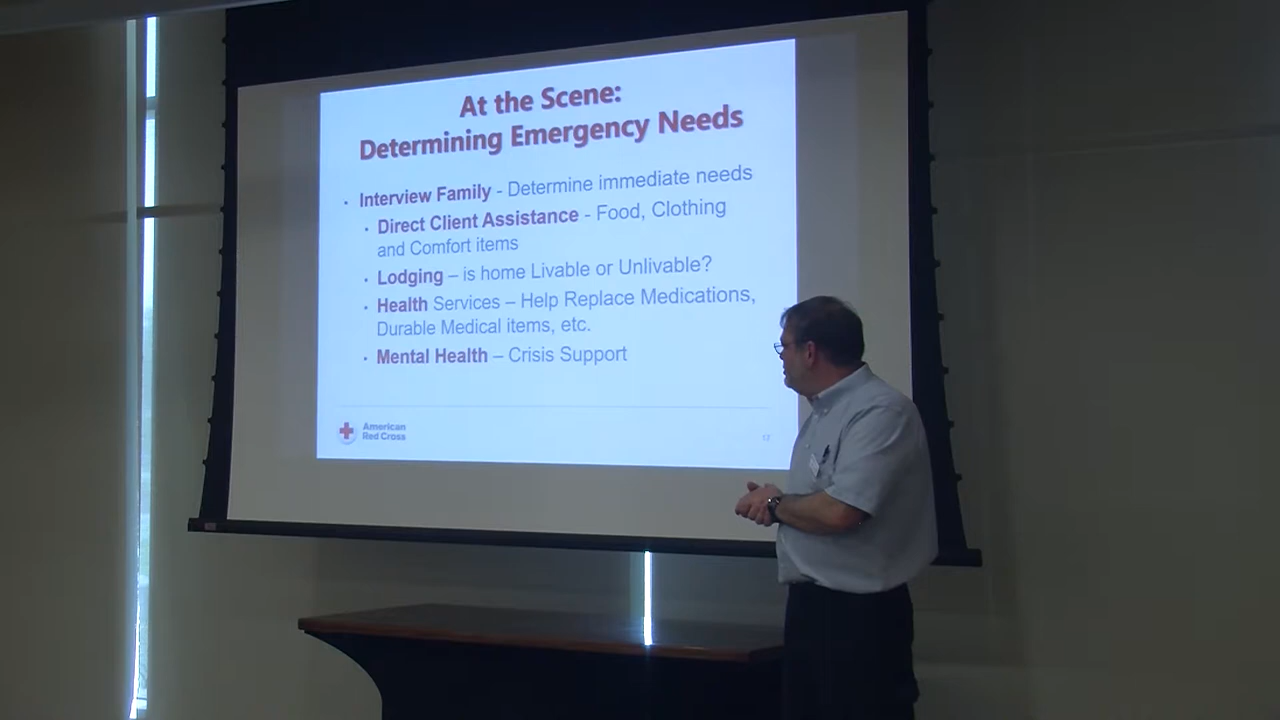 At the Scene:
Determining Emergency Needs
• Interview Family - Determine immediate needs
• Direct Client Assistance - Food, Clothing
and Comfort items
• Lodging – is home Livable or Unlivable?
• Health Services – Help Replace Medications,
Durable Medical items, etc.
• Mental Health – Crisis Support
American
Red Cross